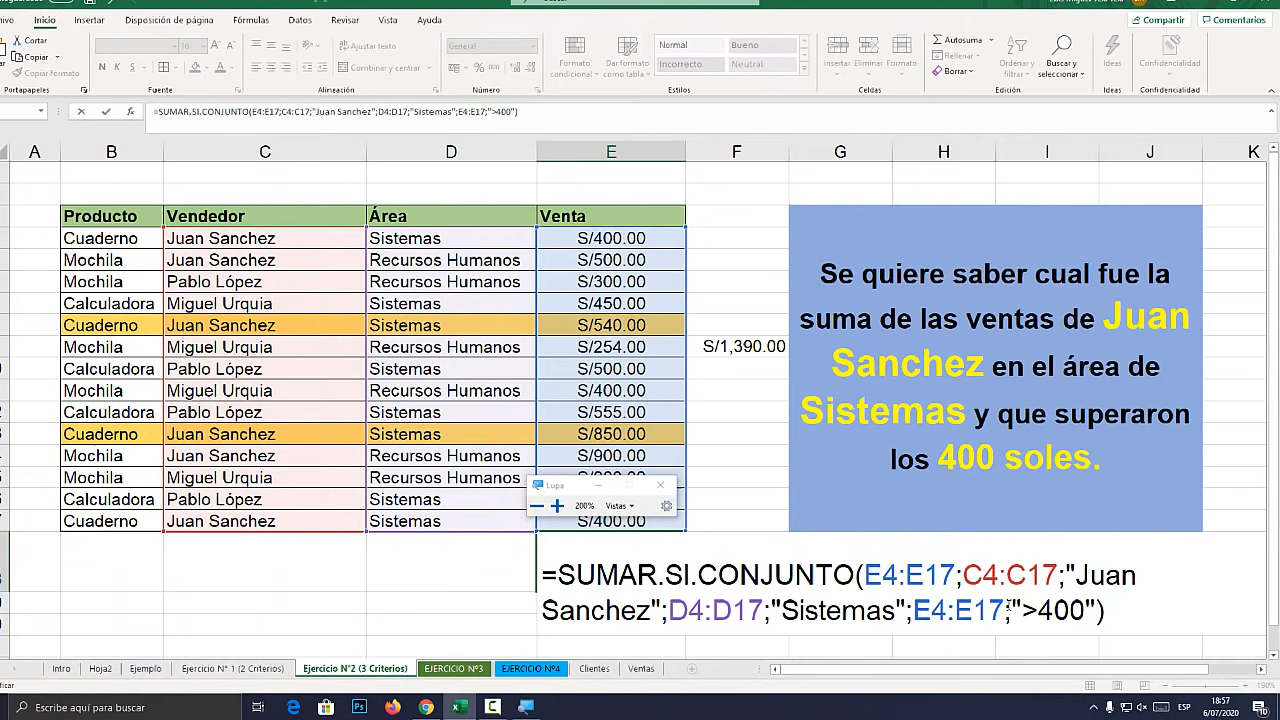 Inicio Insertar Disposición de página Fórmulas Datos Revisar Vista Ayuda
Compartir Comentarios
Cortar
Copiar
Copiar formato
Portapapeles
N K S
Fuente
Ajustar texto
Combinar y centrar
Alineación
General
Número
Formato condicional
Dar formato como tabla
Normal Bueno
Incorrecto Neutral
Estilos
Insertar Eliminar Formato
Celdas
Autosuma
Rellenar
Borrar
Ordenar y filtrar
Buscar y seleccionar
Edición
Ideas
Ideas
Confidencialidad
Confidencialidad
fx =SUMAR.SI.CONJUNTO(E4:E17;C4:C17;"Juan Sanchez";D4:D17;"Sistemas";E4:E17;">400")
A B C D E F G H I J K
Producto Vendedor Área Venta
Cuaderno Juan Sanchez Sistemas S/400.00
Mochila Juan Sanchez Recursos Humanos S/500.00
Mochila Pablo López Recursos Humanos S/300.00
Calculadora Miguel Urquia Sistemas S/450.00
Cuaderno Juan Sanchez Sistemas S/540.00
Mochila Miguel Urquia Recursos Humanos S/254.00
Cuaderno Pablo López Sistemas S/500.00
Mochila Miguel Urquia Recursos Humanos S/400.00
Calculadora Pablo López Sistemas S/555.00
Cuaderno Juan Sanchez Sistemas S/850.00
Mochila Juan Sanchez Recursos Humanos S/900.00
Mochila Miguel Urquia Recursos Humanos
Calculadora Pablo López Sistemas
Cuaderno Juan Sanchez Sistemas S/400.00
S/1,390.00
Se quiere saber cual fue la
suma de las ventas de Juan
Sanchez en el área de
Sistemas y que superaron
los 400 soles.
Lupa
200% Vistas
=SUMAR.SI.CONJUNTO(E4:E17;C4:C17;"Juan
Sanchez";D4:D17;"Sistemas";E4:E17;">400")
Intro Hoja2 Ejemplo Ejercicio N° 1 (2 Criterios) Ejercicio N°2 (3 Criterios) EJERCICIO N°3 EJERCICIO N°4 Clientes Ventas
190%
Escribe aquí para buscar
ESP
18:57
6/07/2020